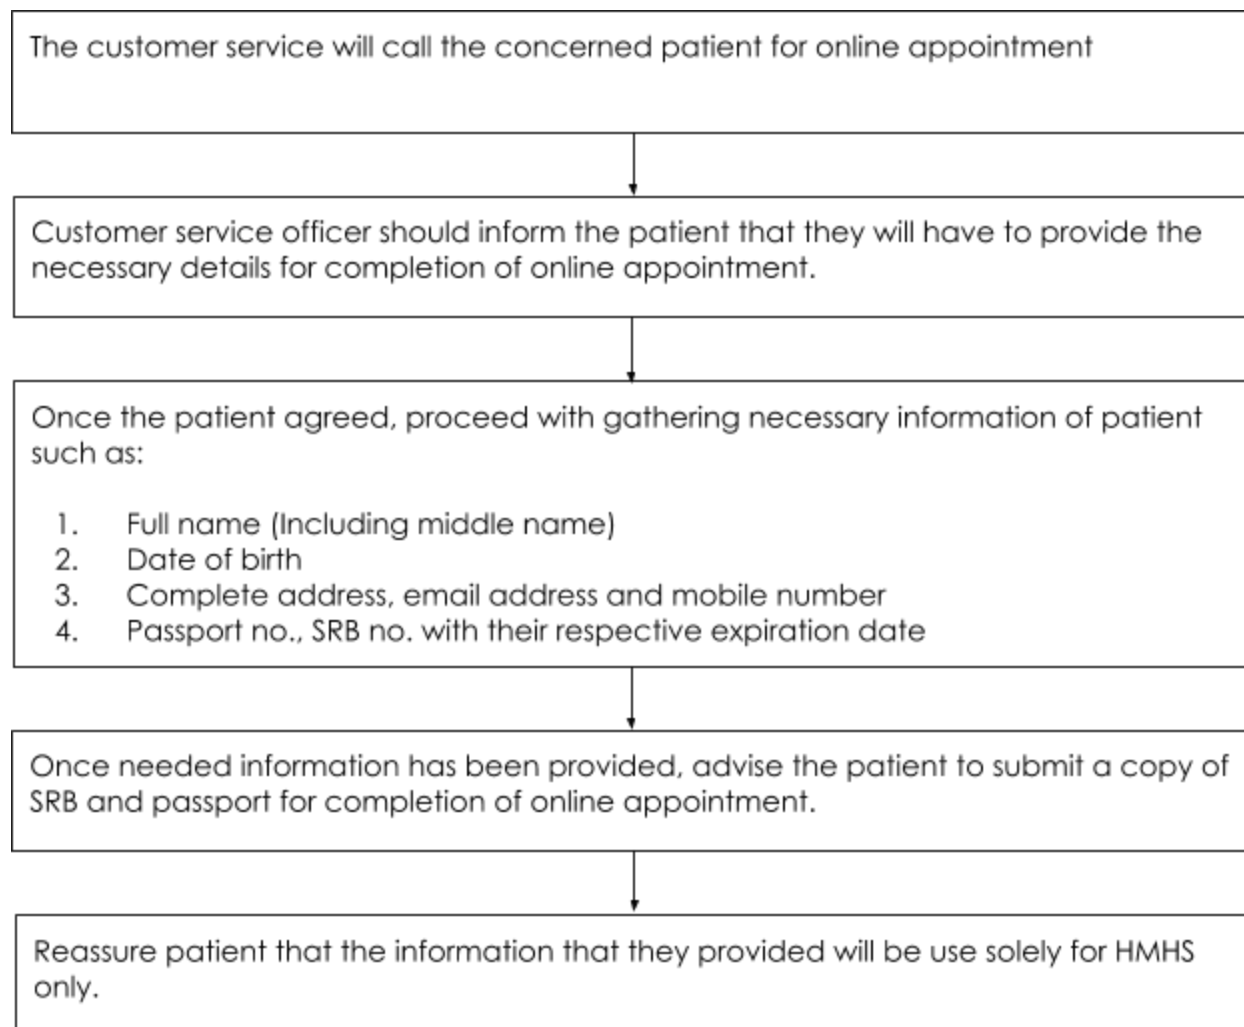 The customer service will call the concerned patient for online appointment
Customer service officer should inform the patient that they will have to provide the
necessary details for completion of online appointment.
Once the patient agreed, proceed with gathering necessary information of patient
such as:
1. Full name (Including middle name)
2. Date of birth
3. Complete address, email address and mobile number
4. Passport no., SRB no. with their respective expiration date
Once needed information has been provided, advise the patient to submit a copy of
SRB and passport for completion of online appointment.
Reassure patient that the information that they provided will be use solely for HMHS
only.